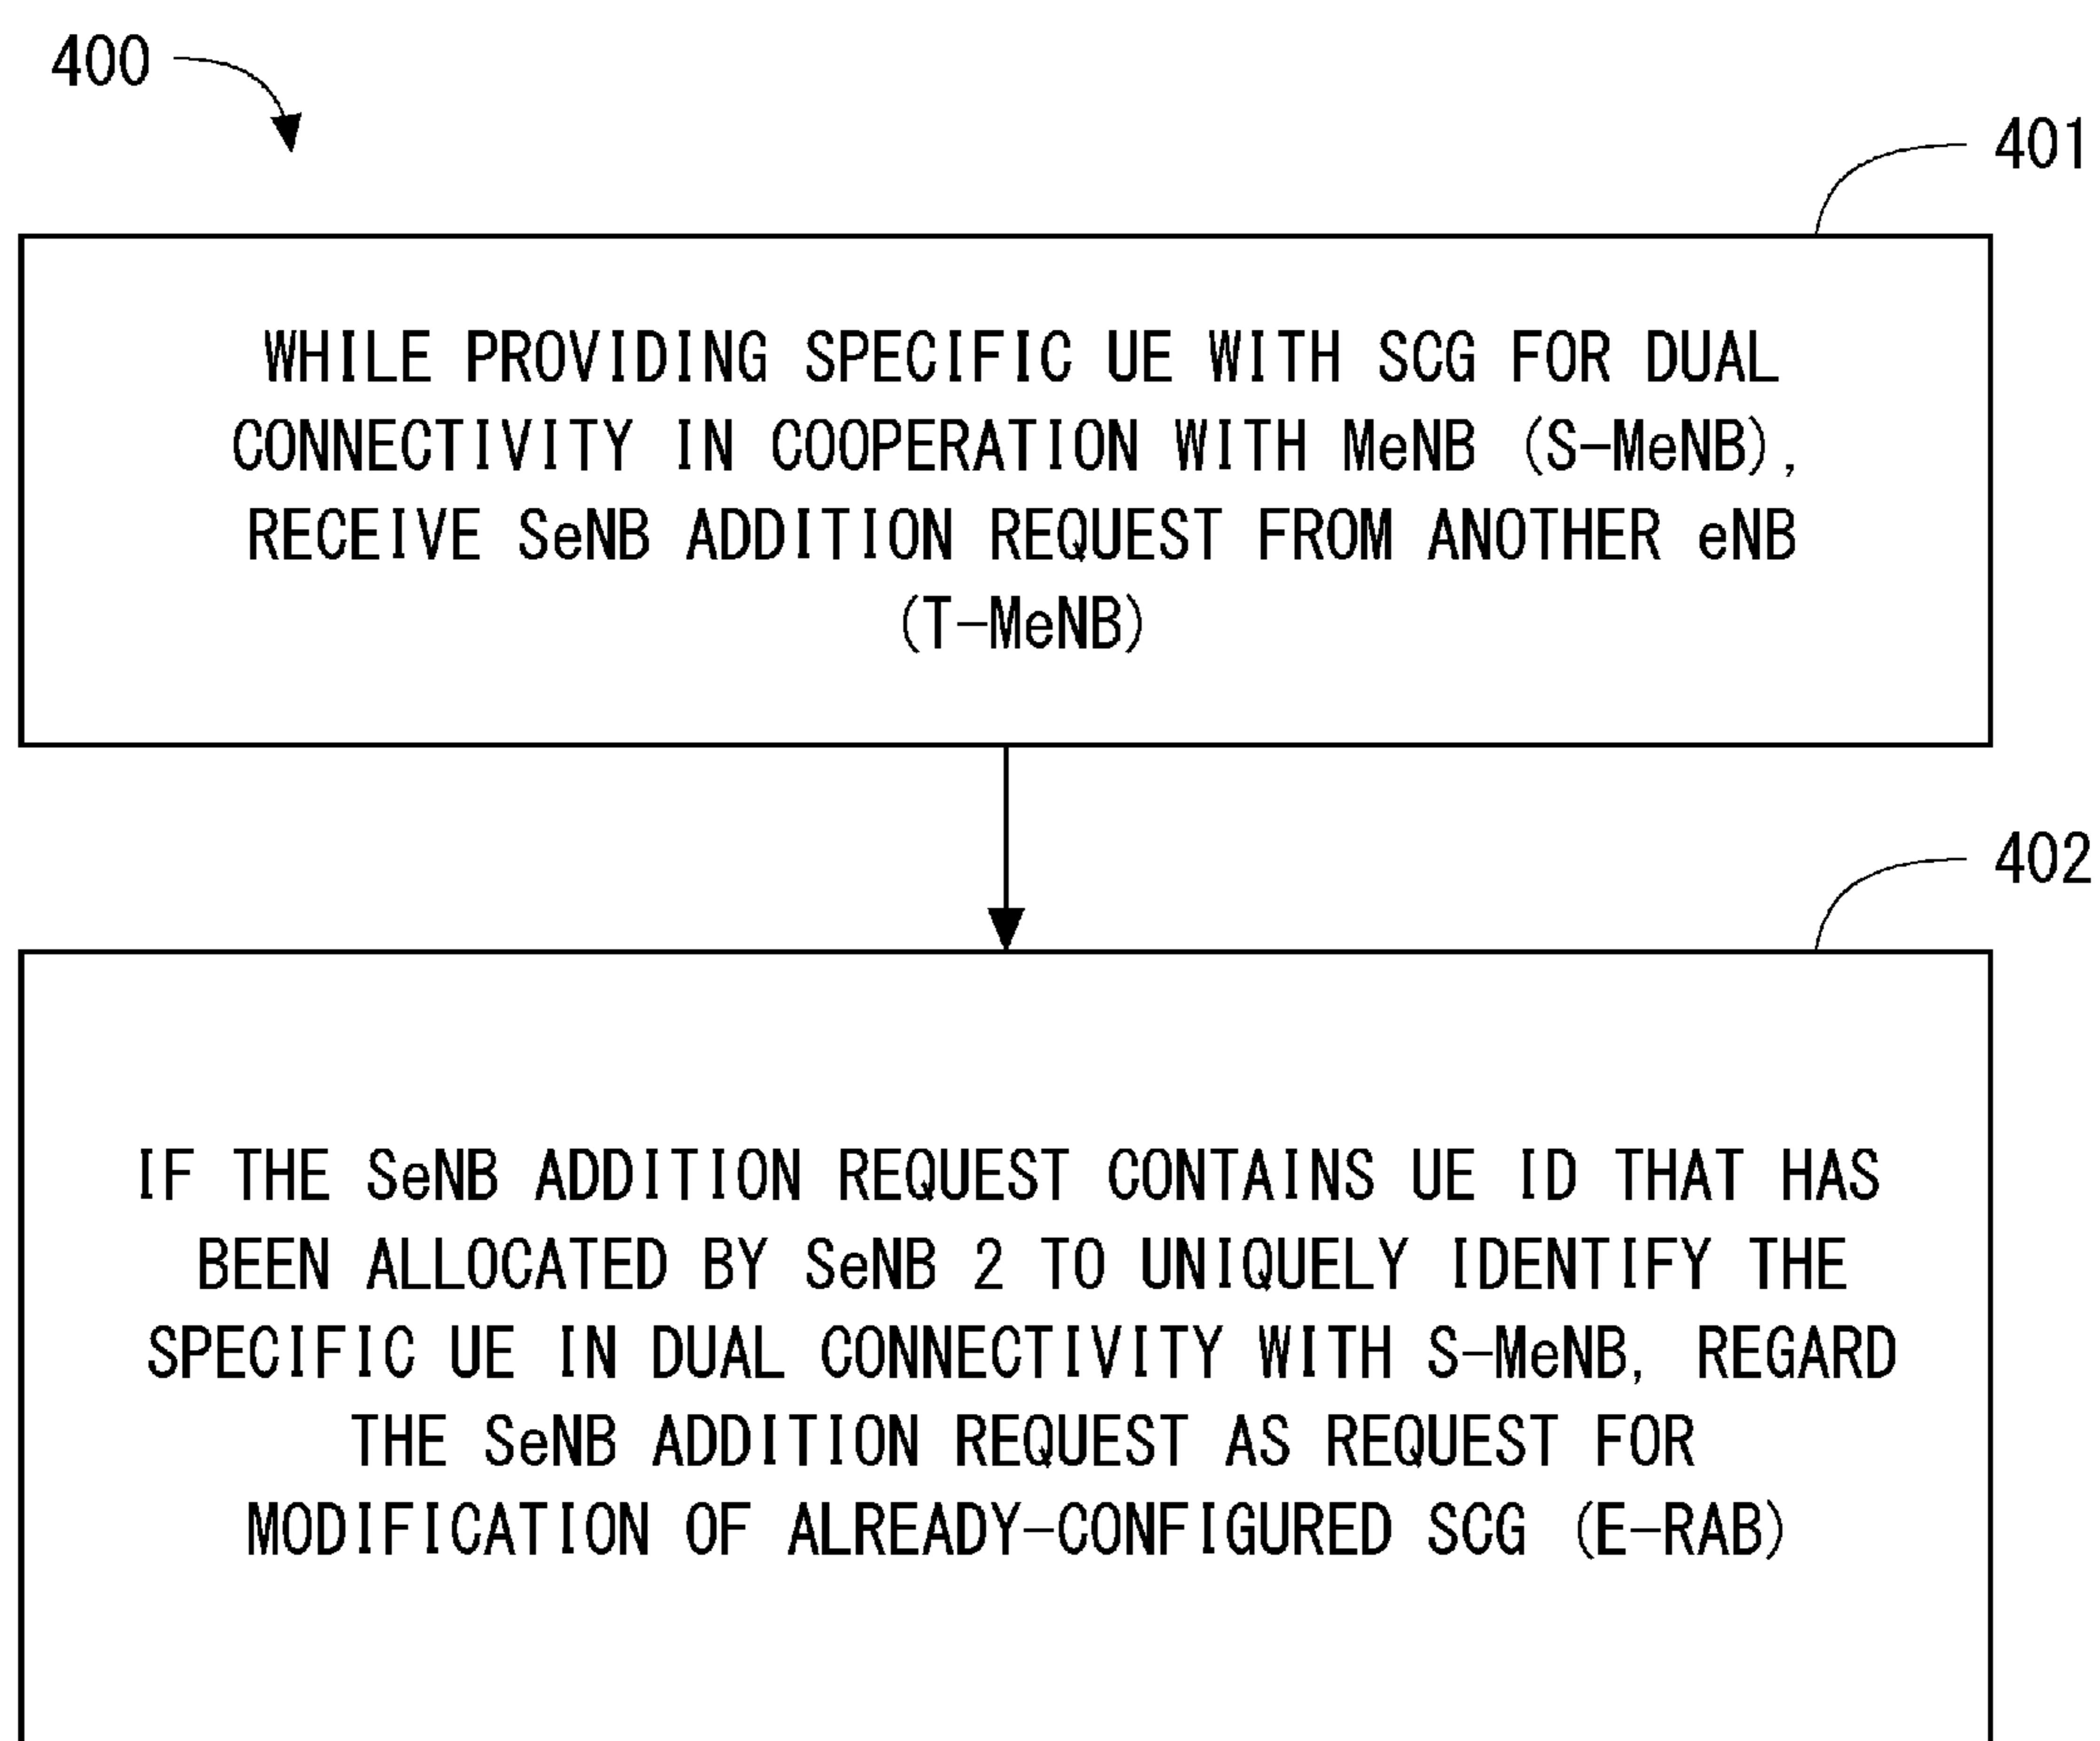 400
401
WHILE PROVIDING SPECIFIC UE WITH SCG FOR DUAL
CONNECTIVITY IN COOPERATION WITH MeNB (S-MeNB),
RECEIVE SeNB ADDITION REQUEST FROM ANOTHER eNB
(T-MeNB)
402
IF THE SeNB ADDITION REQUEST CONTAINS UE ID THAT HAS
BEEN ALLOCATED BY SeNB 2 TO UNIQUELY IDENTIFY THE
SPECIFIC UE IN DUAL CONNECTIVITY WITH S-MeNB, REGARD
THE SeNB ADDITION REQUEST AS REQUEST FOR
MODIFICATION OF ALREADY-CONFIGURED SCG (E-RAB)